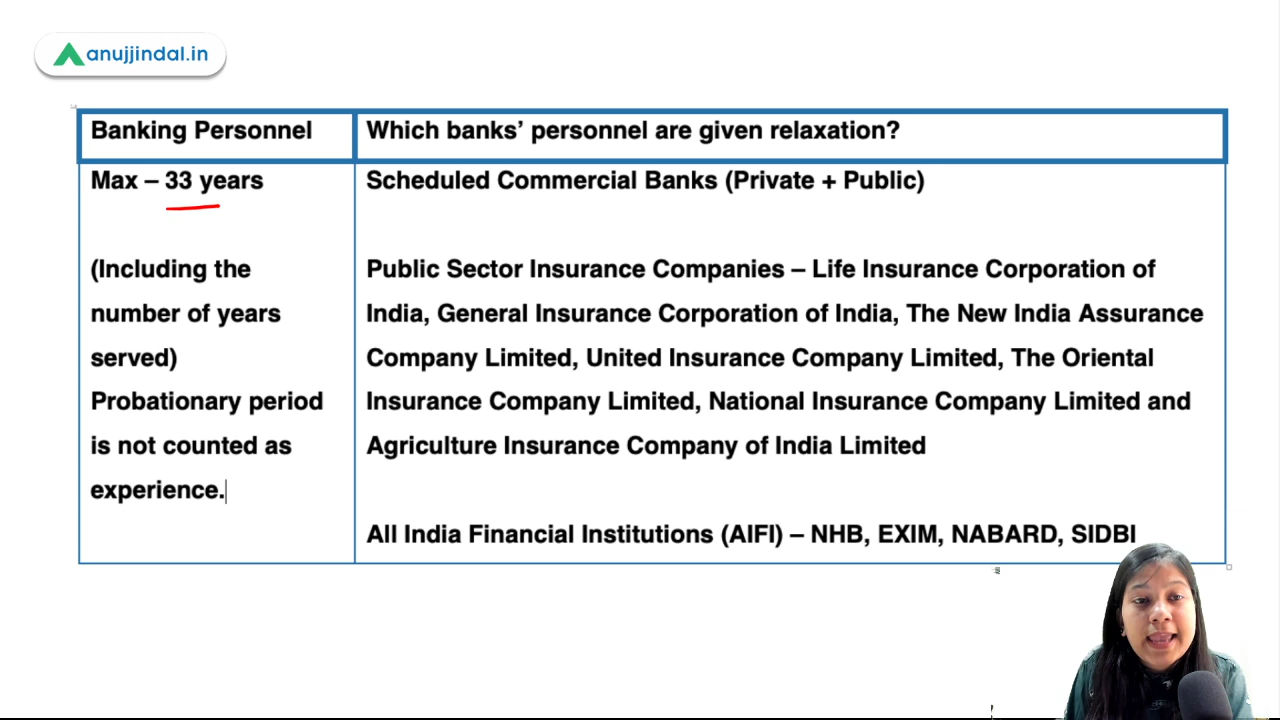 anujjindal.in
Banking Personnel
Which banks’ personnel are given relaxation?
Max – 33 years
(Including the
number of years
served)
Probationary period
is not counted as
experience.
Scheduled Commercial Banks (Private + Public)
Public Sector Insurance Companies – Life Insurance Corporation of
India, General Insurance Corporation of India, The New India Assurance
Company Limited, United Insurance Company Limited, The Oriental
Insurance Company Limited, National Insurance Company Limited and
Agriculture Insurance Company of India Limited
All India Financial Institutions (AIFI) – NHB, EXIM, NABARD, SIDBI